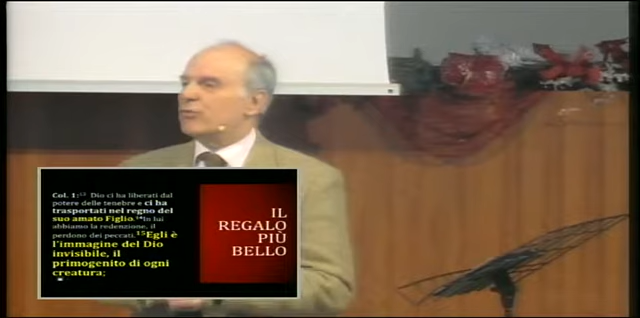 Col. 1:¹³ Dio ci ha liberati dal
potere delle tenebre e ci ha
trasportati nel regno del
suo amato Figlio.¹⁴In lui
abbiamo la redenzione, il
perdono dei peccati.¹⁵Egli è
l'immagine del Dio
invisibile, il
primogenito di ogni
creatura;
IL
REGALO
PIÙ
BELLO